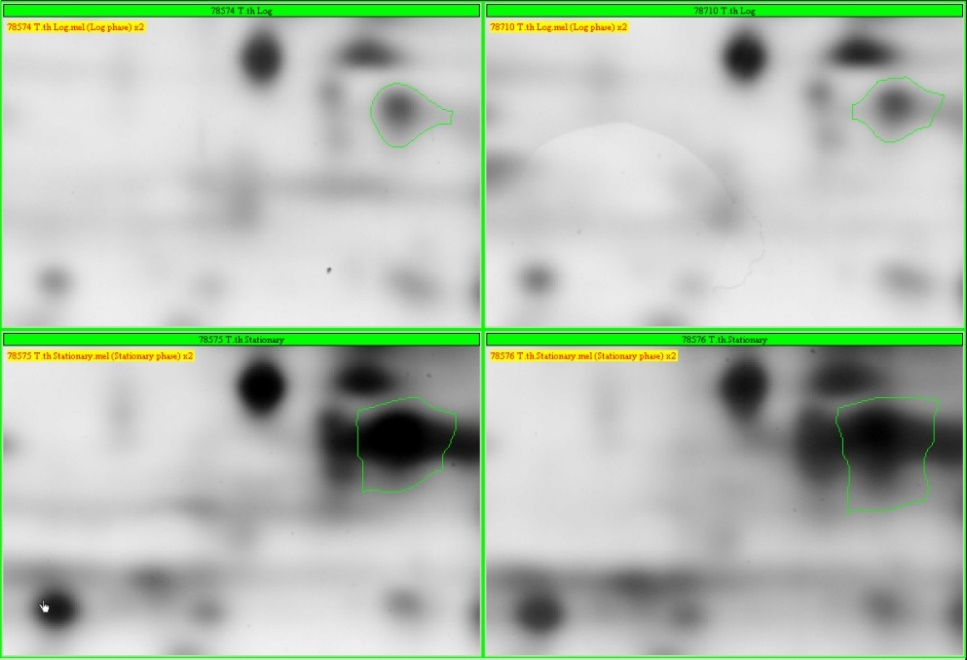 78574 T.th Log
78574 T.th Log.mel (Log phase) x2
78710 T.th Log
78710 T.th Log.mel (Log phase) x2
78575 T.th Stationary
78575 T.th Stationary.mel (Stationary phase) x2
78576 T.th Stationary
78576 T.th Stationary.mel (Stationary phase) x2